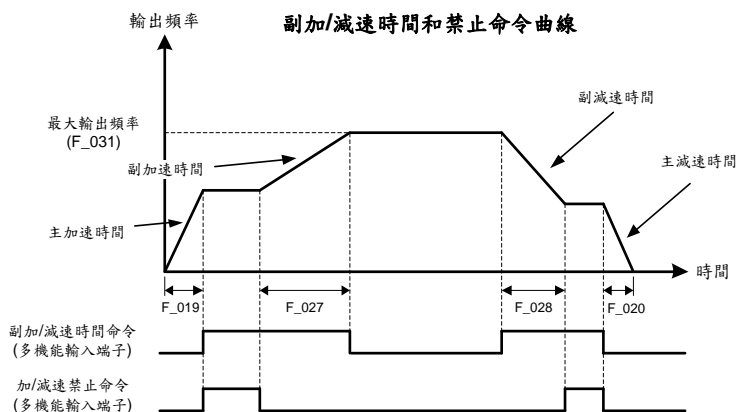 輸出頻率
副加/減速時間和禁止命令曲線
最大輸出頻率
(F_031)
副減速時間
副加速時間
主減速時間
主加速時間
時間
F_019
F_027
F_028
F_020
副加/減速時間命令
(多機能輸入端子)
加/減速禁止命令
(多機能輸入端子)